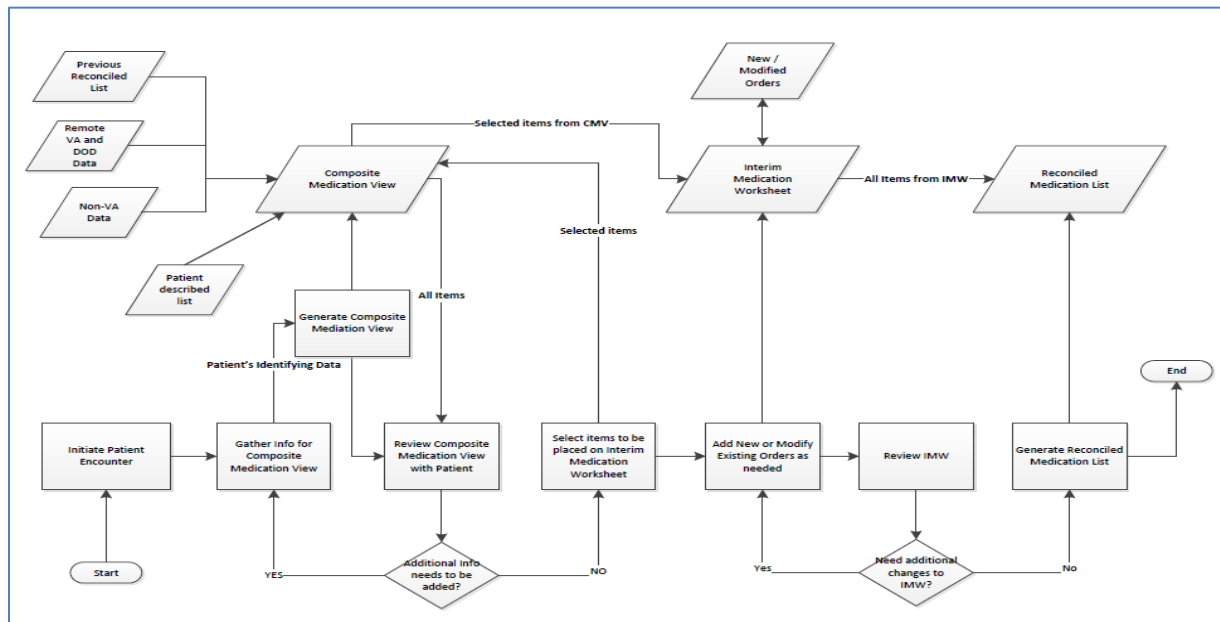 Previous
Reconciled
List
Remote
VA and
DOD
Data
Non-VA
Data
Patient
described
list
Composite
Medication View
Selected items from CMV
New /
Modified
Orders
Interim
Medication
Worksheet
All Items from IMW
Reconciled
Medication List
Selected items
All Items
Generate Composite
Mediation View
Patient's Identifying Data
Initiate Patient
Encounter
Gather Info for
Composite
Medication View
Review Composite
Medication View
with Patient
Select items to be
placed on Interim
Medication
Worksheet
Add New or Modify
Existing Orders as
needed
Review IMW
Generate Reconciled
Medication List
End
Start
YES
Additional Info
needs to be
added?
NO
Yes
Need additional
changes to
IMW?
No